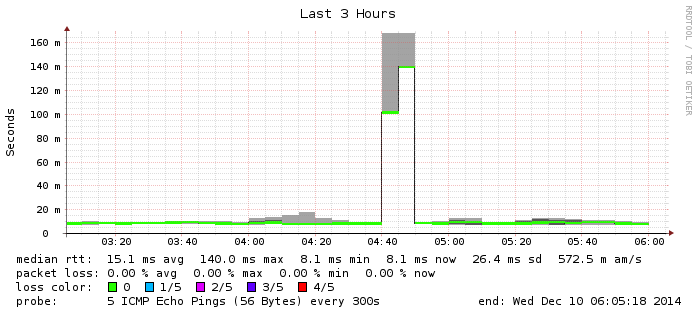 Last 3 Hours
RRDTOOL / TOBI OETIKER
Seconds
160 m
140 m
120 m
100 m
80 m
60 m
40 m
20 m
0
03:20 03:40 04:00 04:20 04:40 05:00 05:20 05:40 06:00
median rtt: 15.1 ms avg 140.0 ms max 8.1 ms min 8.1 ms now 26.4 ms sd 572.5 m am/s
packet loss: 0.00 % avg 0.00 % max 0.00 % min 0.00 % now
loss color: 0 1/5 2/5 3/5 4/5
probe: 5 ICMP Echo Pings (56 Bytes) every 300s end: Wed Dec 10 06:05:18 2014